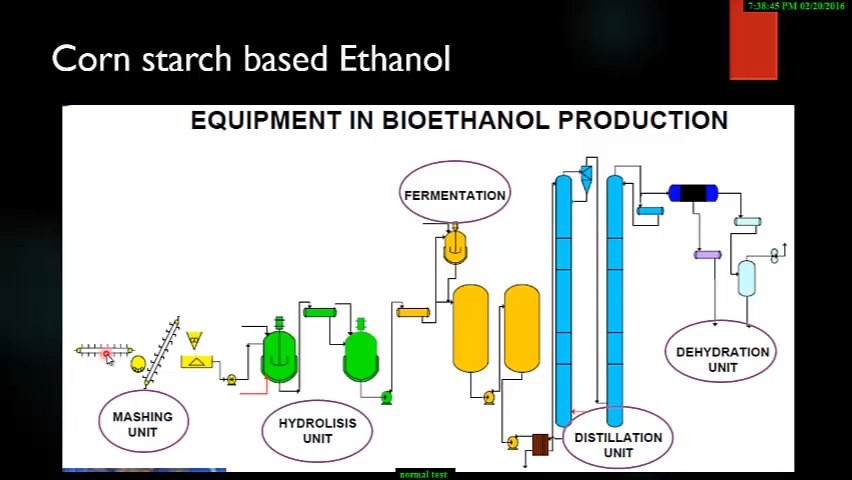 7:38:45 PM 02/20/2016
Corn starch based Ethanol
EQUIPMENT IN BIOETHANOL PRODUCTION
FERMENTATION
DEHYDRATION
UNIT
MASHING
UNIT
HYDROLISIS
UNIT
DISTILLATION
UNIT
normal test